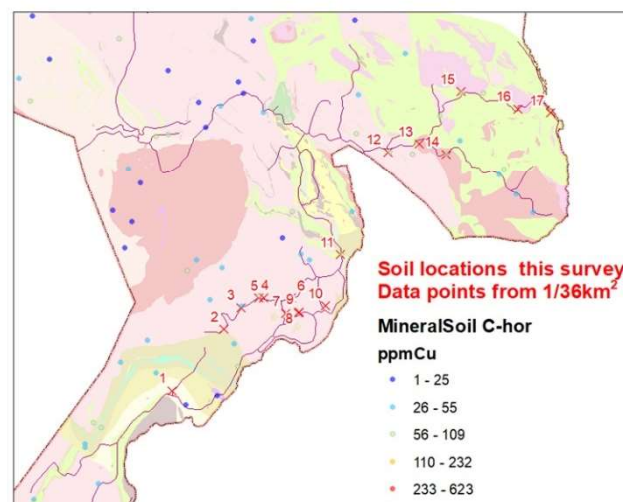 15
16
17
13
12
14
11
Soil locations this survey
Data points from 1/36km²
5 4
6
3
7
9
10
2
8
MineralSoil C-hor
ppmCu
1
1 - 25
26 - 55
56 - 109
110 - 232
233 - 623